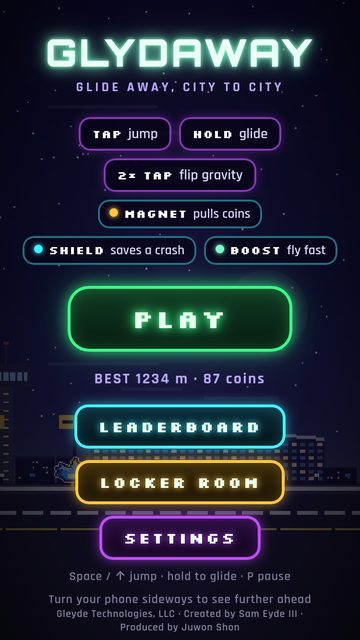 GLYDAWAY
GLIDE AWAY, CITY TO CITY
TAP jump HOLD glide
2x TAP flip gravity
MAGNET pulls coins
SHIELD saves a crash BOOST fly fast
PLAY
BEST 1234 m · 87 coins
LEADERBOARD
LOCKER ROOM
SETTINGS
Space / ↑ jump · hold to glide · P pause
Turn your phone sideways to see further ahead
Gleyde Technologies, LLC · Created by Sam Eyde III ·
Produced by Juwon Shon